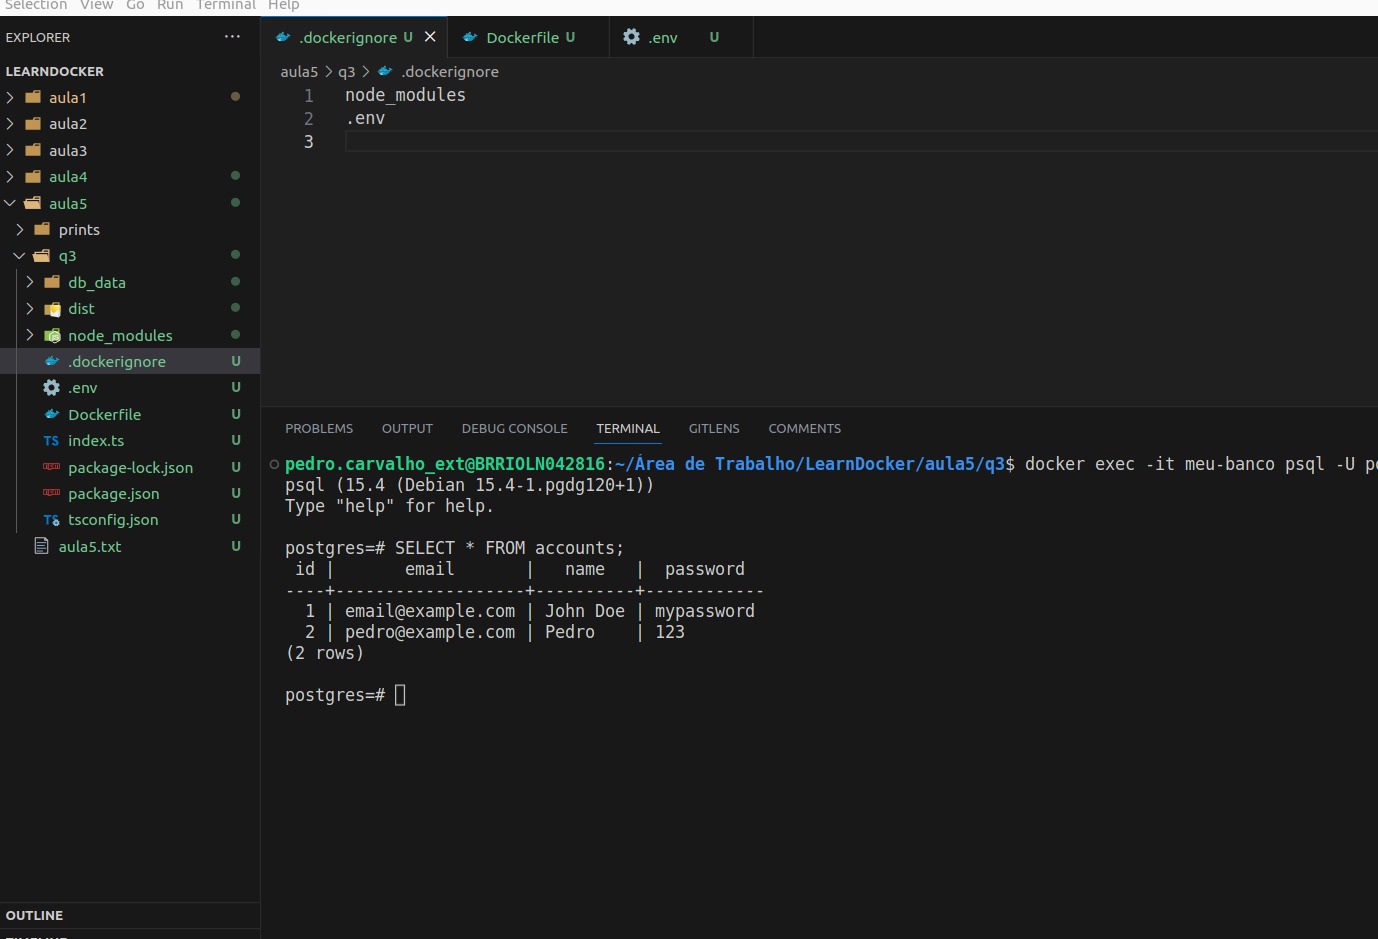 Selection View Go Run Terminal Help
EXPLORER ...
.dockerignore U
Dockerfile U
.env U
LEARNDOCKER
aula5 > q3 > .dockerignore
aula1
aula2
aula3
aula4
aula5
prints
q3
db_data
dist
node_modules
.dockerignore U
.env U
Dockerfile U
TS index.ts U
package-lock.json U
package.json U
TS tsconfig.json U
aula5.txt U
OUTLINE
1 node_modules
2 .env
3
PROBLEMS OUTPUT DEBUG CONSOLE TERMINAL GITLENS COMMENTS
pedro.carvalho_ext@BRRIOLN042816:~/Área de Trabalho/LearnDocker/aula5/q3$ docker exec -it meu-banco psql -U
psql (15.4 (Debian 15.4-1.pgdg120+1))
Type "help" for help.
postgres=# SELECT * FROM accounts;
id | email | name | password
----+-------------------+----------+------------
1 | email@example.com | John Doe | mypassword
2 | pedro@example.com | Pedro | 123
(2 rows)
postgres=#